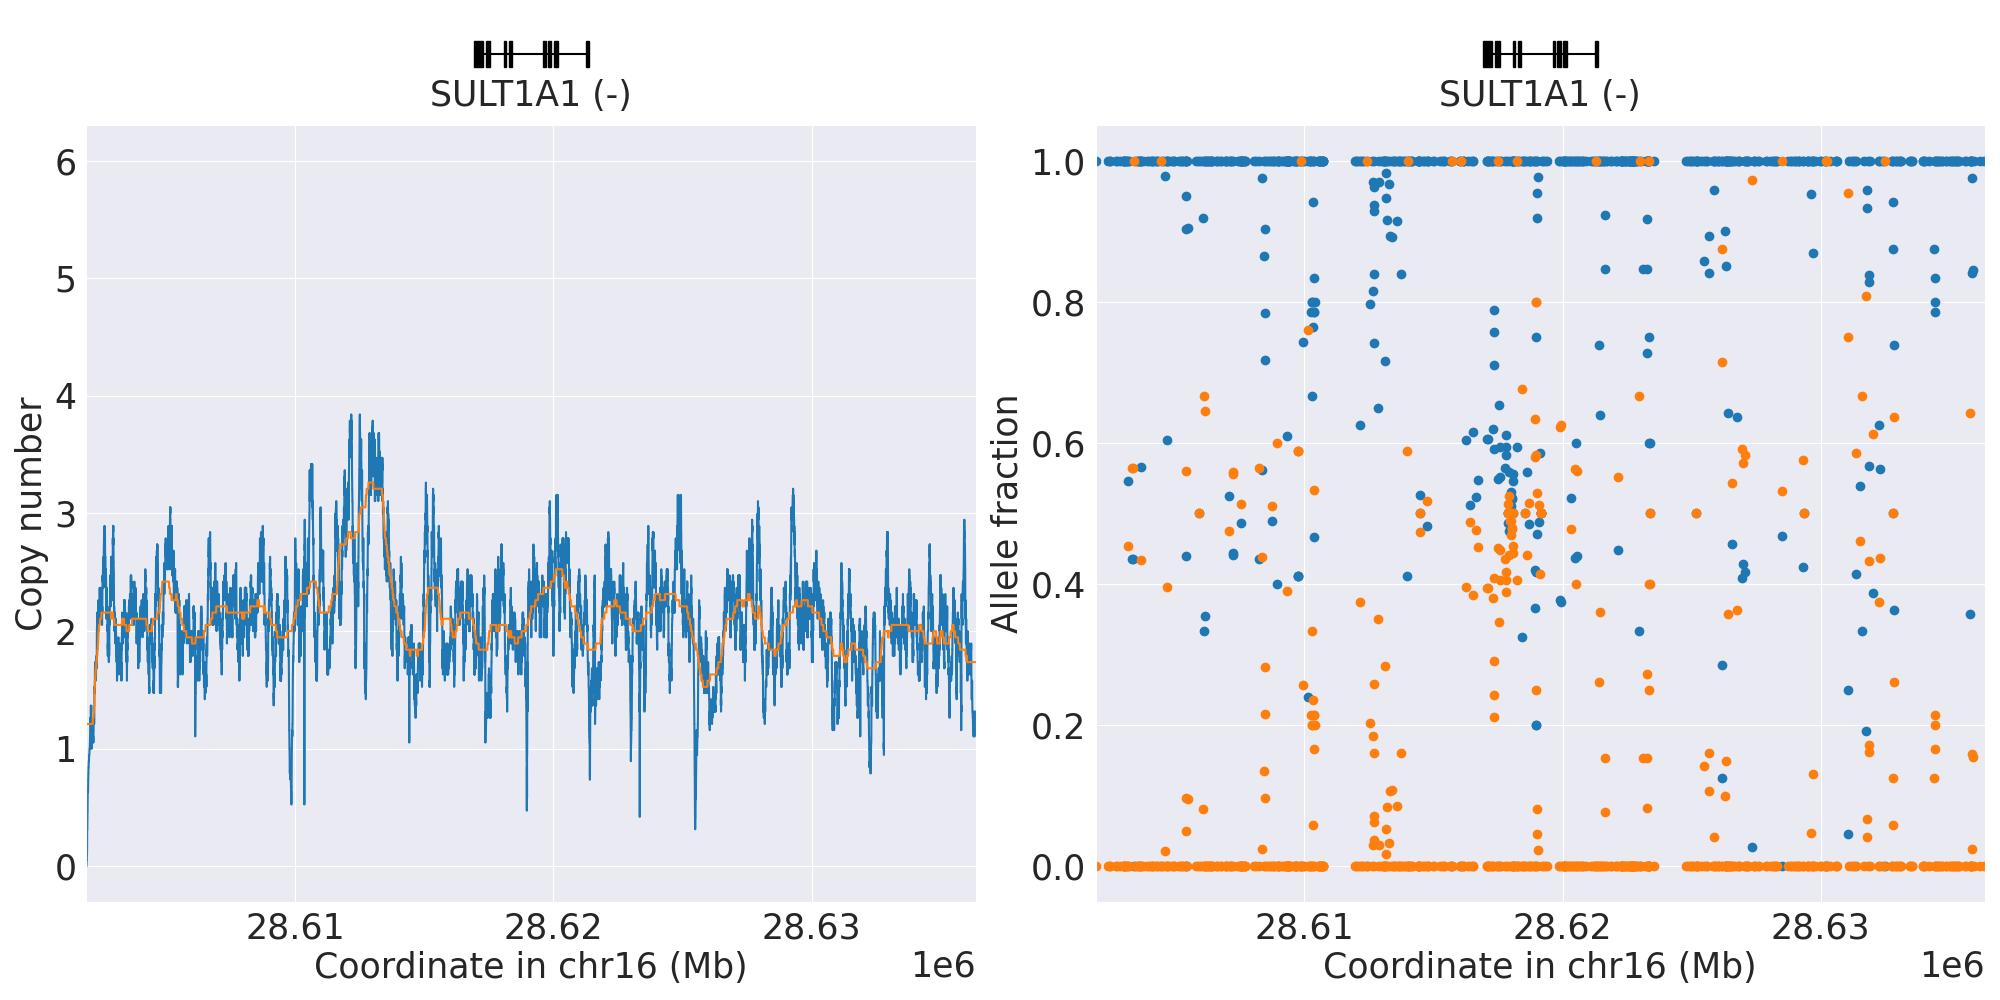 SULT1A1 (-)
6
5
4
3
2
1
0
Copy number
28.61
28.62
28.63
Coordinate in chr16 (Mb)
1e6
SULT1A1 (-)
1.0
0.8
0.6
0.4
0.2
0.0
Allele fraction
28.61
28.62
28.63
Coordinate in chr16 (Mb)
1e6